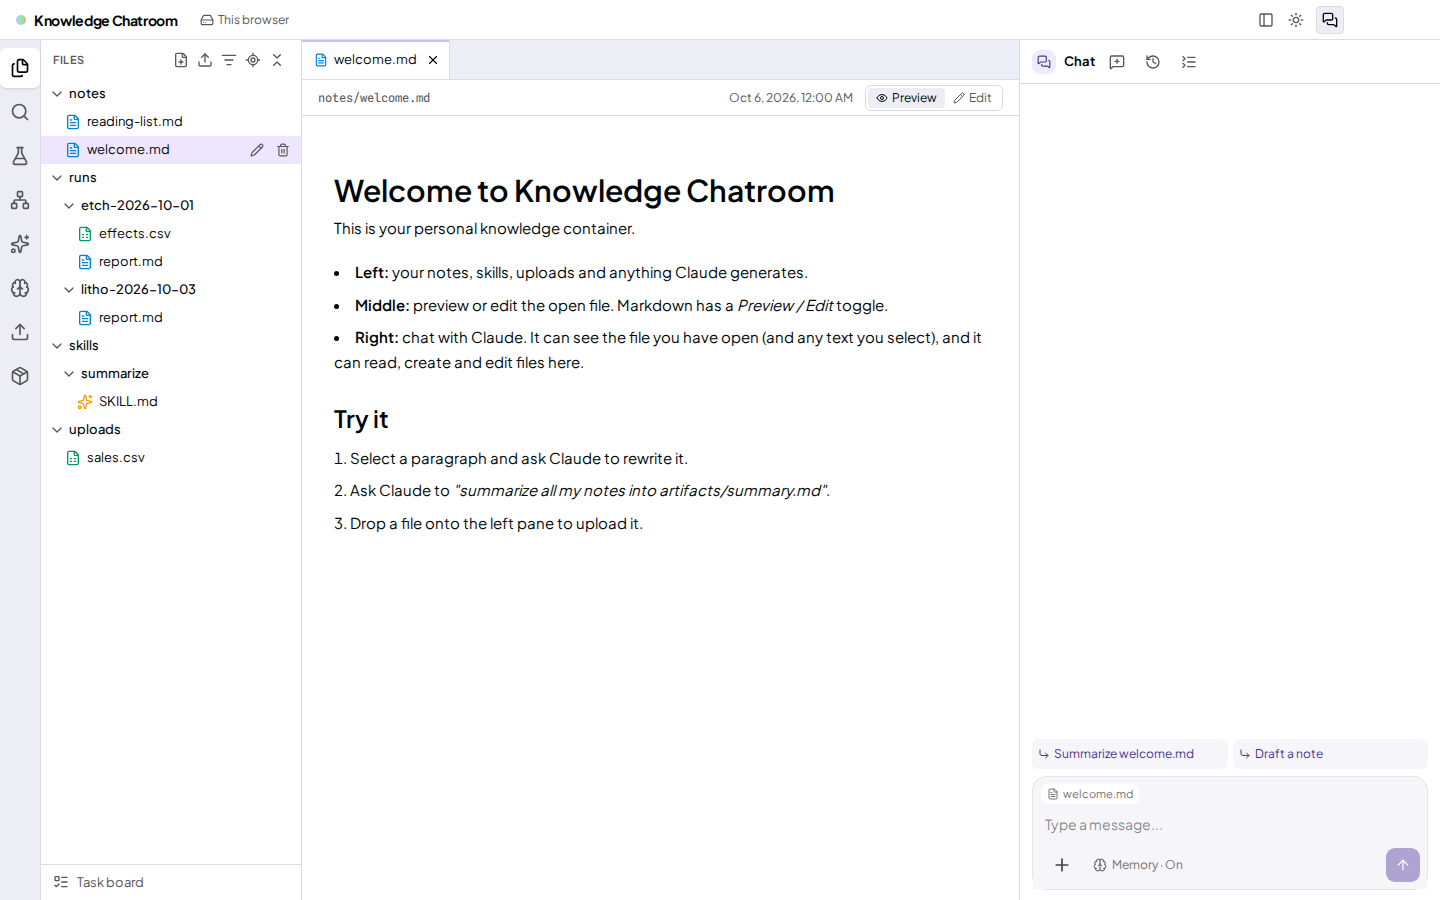 Knowledge Chatroom
This browser
FILES
notes
reading-list.md
welcome.md
runs
etch-2026-10-01
effects.csv
report.md
litho-2026-10-03
report.md
skills
summarize
SKILL.md
uploads
sales.csv
Task board
welcome.md
notes/welcome.md
Oct 6, 2026, 12:00 AM
Preview
Edit
Welcome to Knowledge Chatroom
This is your personal knowledge container.
• Left: your notes, skills, uploads and anything Claude generates.
• Middle: preview or edit the open file. Markdown has a Preview / Edit toggle.
• Right: chat with Claude. It can see the file you have open (and any text you select), and it
can read, create and edit files here.
Try it
1. Select a paragraph and ask Claude to rewrite it.
2. Ask Claude to "summarize all my notes into artifacts/summary.md".
3. Drop a file onto the left pane to upload it.
Chat
Summarize welcome.md
Draft a note
welcome.md
Type a message...
Memory · On